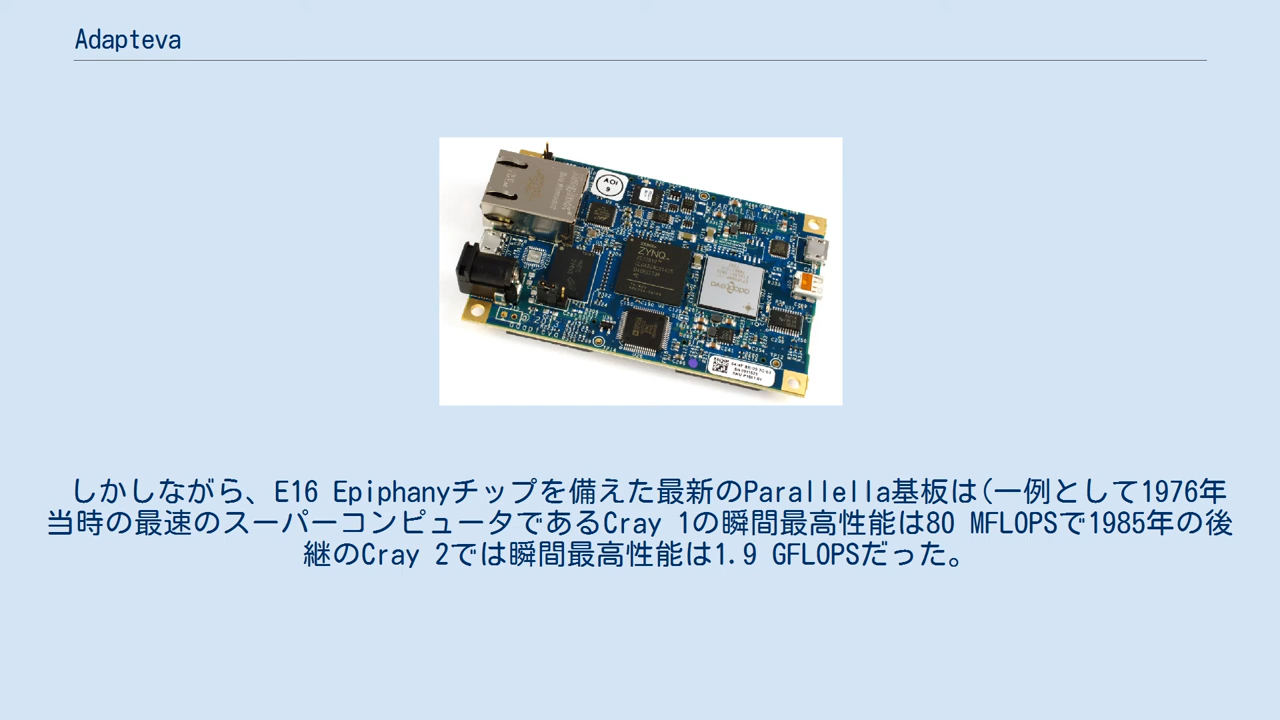 Adapteva
AOI
9
ZYNQ
しかしながら、E16 Epiphanyチップを備えた最新のParallella基板は(一例として1976年
当時の最速のスーパーコンピュータであるCray 1の瞬間最高性能は80 MFLOPSで1985年の後
継のCray 2では瞬間最高性能は1.9 GFLOPSだった。